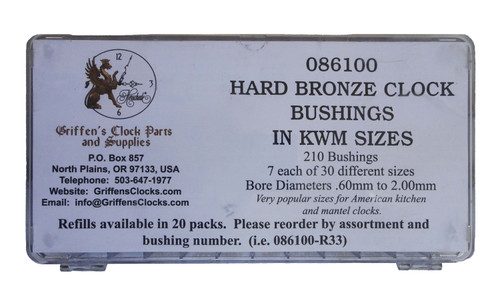 12
3
6
Griffen's Clock Parts
and Supplies
P.O. Box 857
North Plains, OR 97133, USA
Telephone: 503-647-1977
Website: GriffensClocks.com
Email: info@GriffensClocks.com
086100
HARD BRONZE CLOCK
BUSHINGS
IN KWM SIZES
210 Bushings
7 each of 30 different sizes
Bore Diameters .60mm to 2.00mm
Very popular sizes for American kitchen
and mantel clocks.
Refills available in 20 packs. Please reorder by assortment and
bushing number. (i.e. 086100-R33)